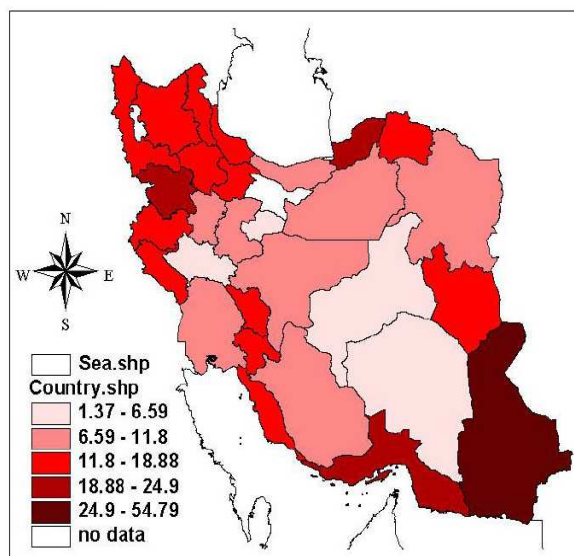 N
W E
S
Sea.shp
Country.shp
1.37 - 6.59
6.59 - 11.8
11.8 - 18.88
18.88 - 24.9
24.9 - 54.79
no data